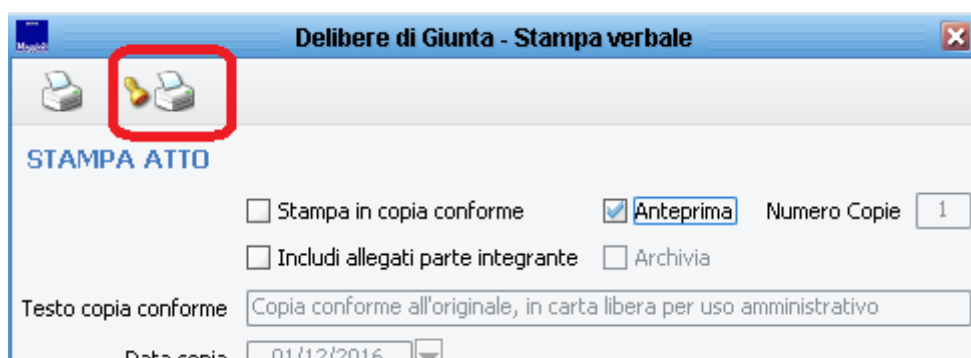 Delibere di Giunta - Stampa verbale
STAMPA ATTO
Stampa in copia conforme Anteprima Numero Copie 1
Includi allegati parte integrante Archivia
Testo copia conforme Copia conforme all'originale, in carta libera per uso amministrativo
Data copia 01/12/2016